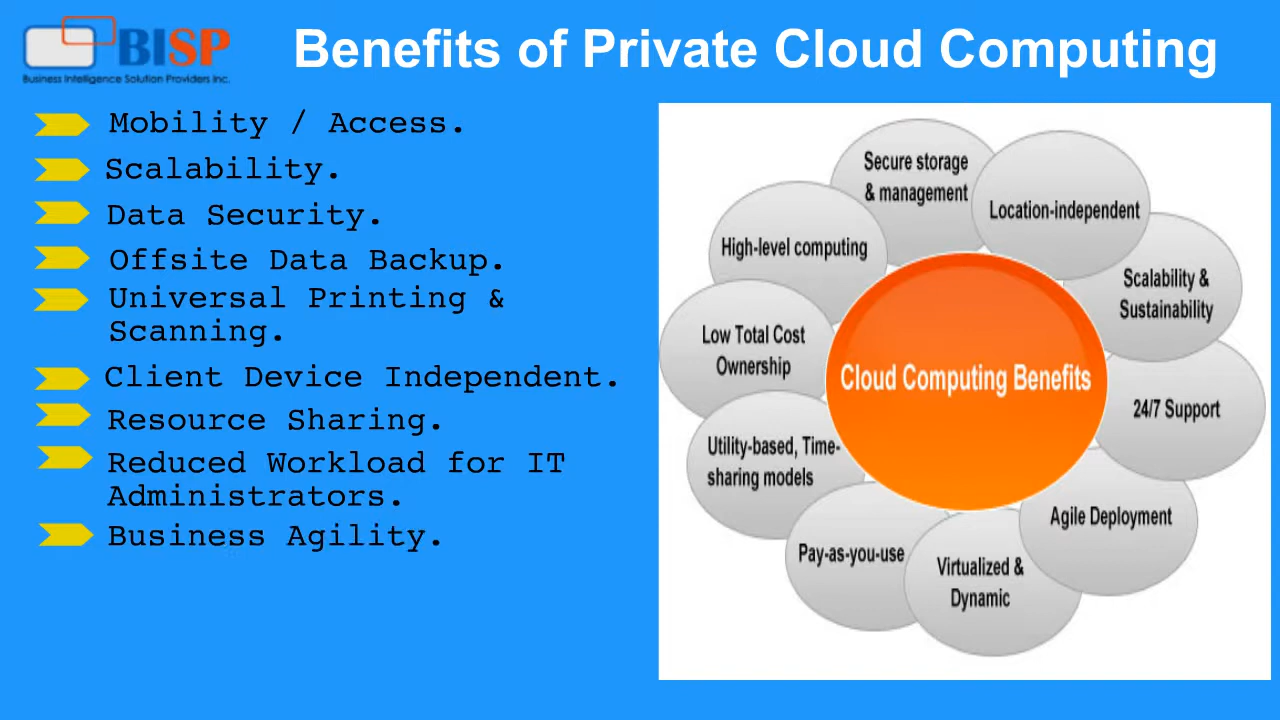 BISP
Business Intelligence Solution Providers Inc.
Benefits of Private Cloud Computing
Mobility / Access.
Scalability.
Data Security.
Offsite Data Backup.
Universal Printing &
Scanning.
Client Device Independent.
Resource Sharing.
Reduced Workload for IT
Administrators.
Business Agility.
Cloud Computing Benefits
Secure storage
& management
Location-independent
Scalability &
Sustainability
24/7 Support
Agile Deployment
Virtualized &
Dynamic
Pay-as-you-use
Utility-based, Time-
sharing models
Low Total Cost
Ownership
High-level computing